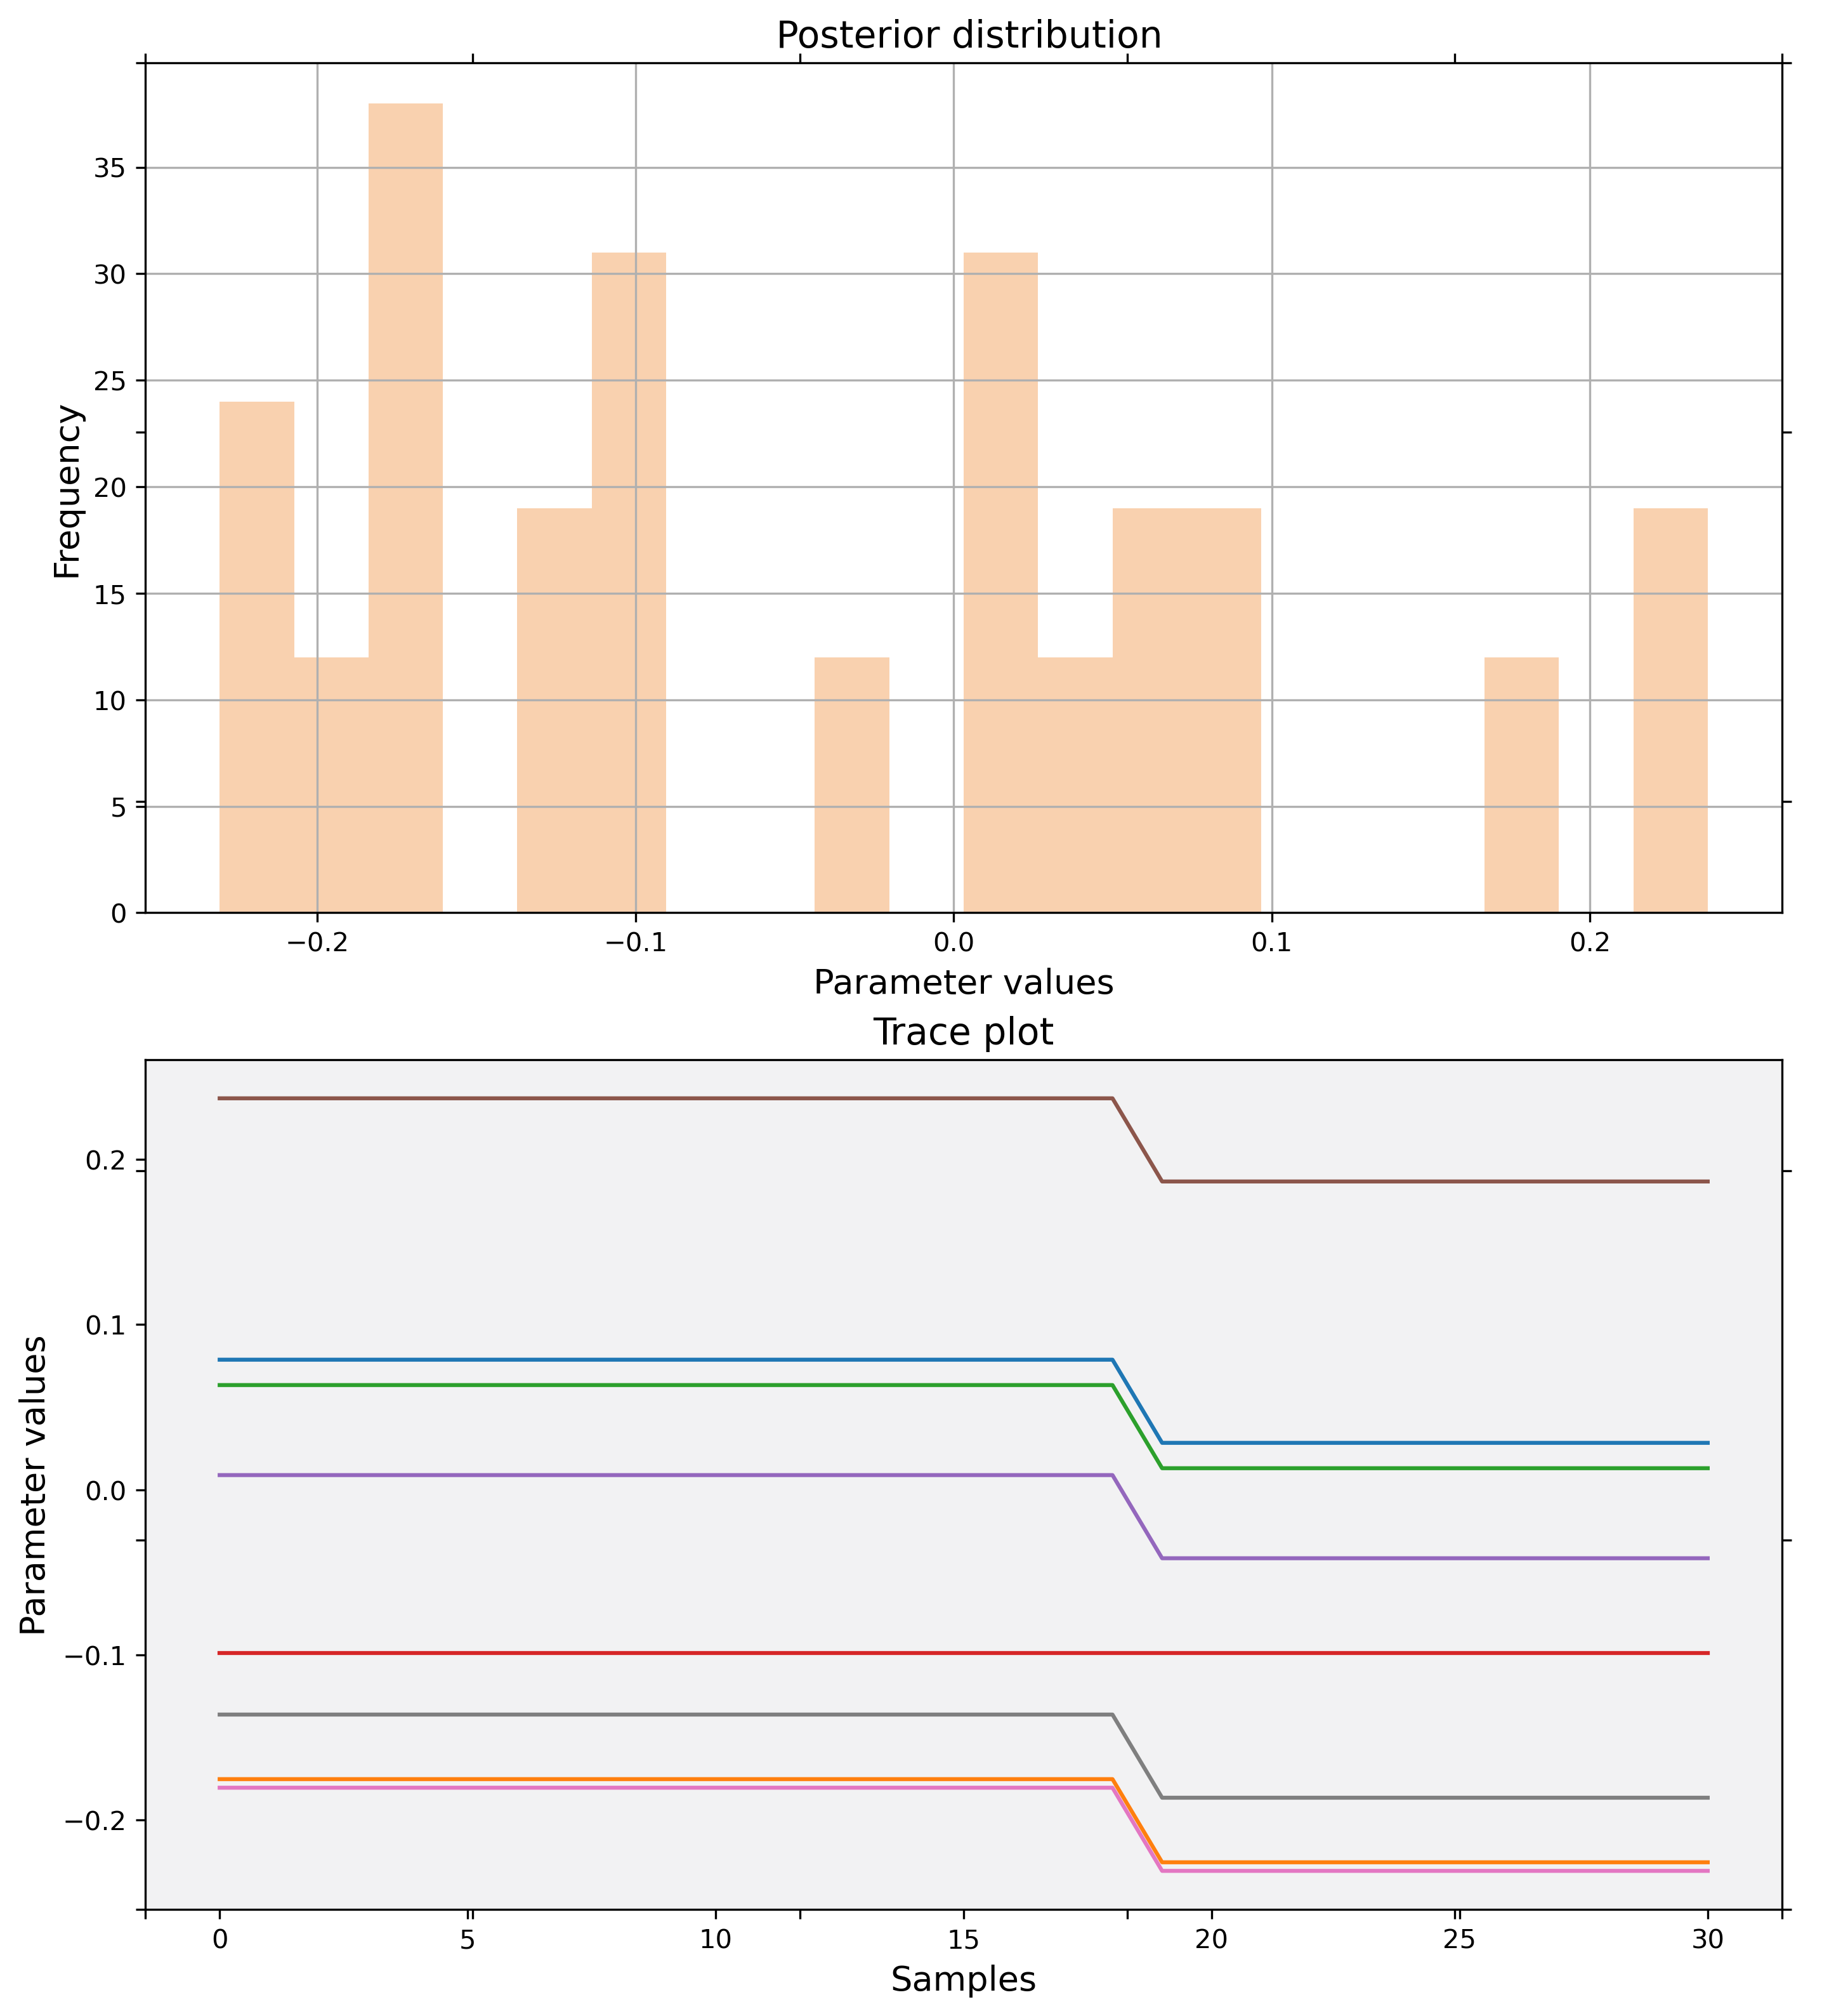 Posterior distribution
35
30
25
20
15
10
5
0
Frequency
−0.2 −0.1 0.0 0.1 0.2
Parameter values
Trace plot
0.2
0.1
0.0
−0.1
−0.2
Parameter values
0 5 10 15 20 25 30
Samples